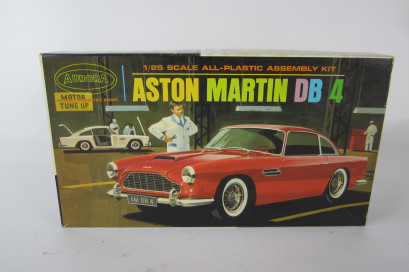 1/25 SCALE ALL-PLASTIC ASSEMBLY KIT
AURORA
ASTON MARTIN DB 4
MOTOR
TUNE UP
AM DB 4